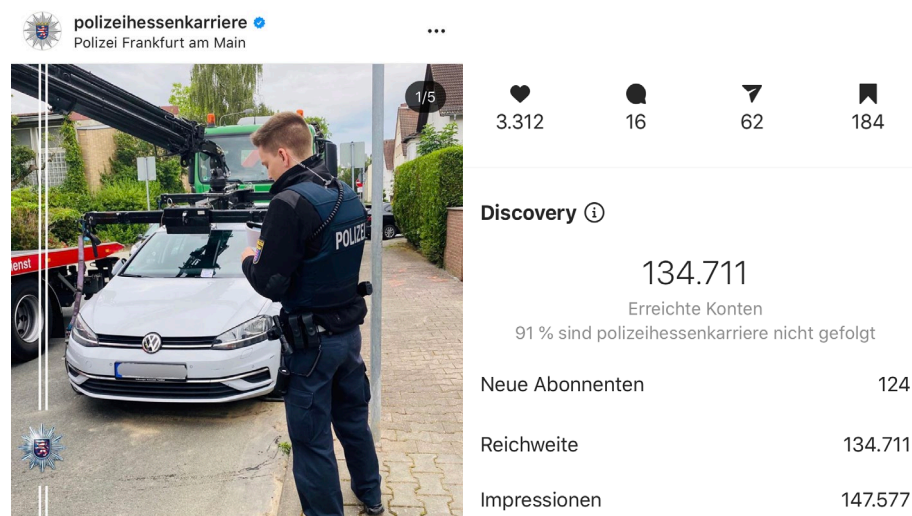 polizeihessenkarriere
Polizei Frankfurt am Main
1/5
POLIZEI
enst
3.312
16
62
184
Discovery
134.711
Erreichte Konten
91 % sind polizeihessenkarriere nicht gefolgt
Neue Abonnenten
124
Reichweite
134.711
Impressionen
147.577